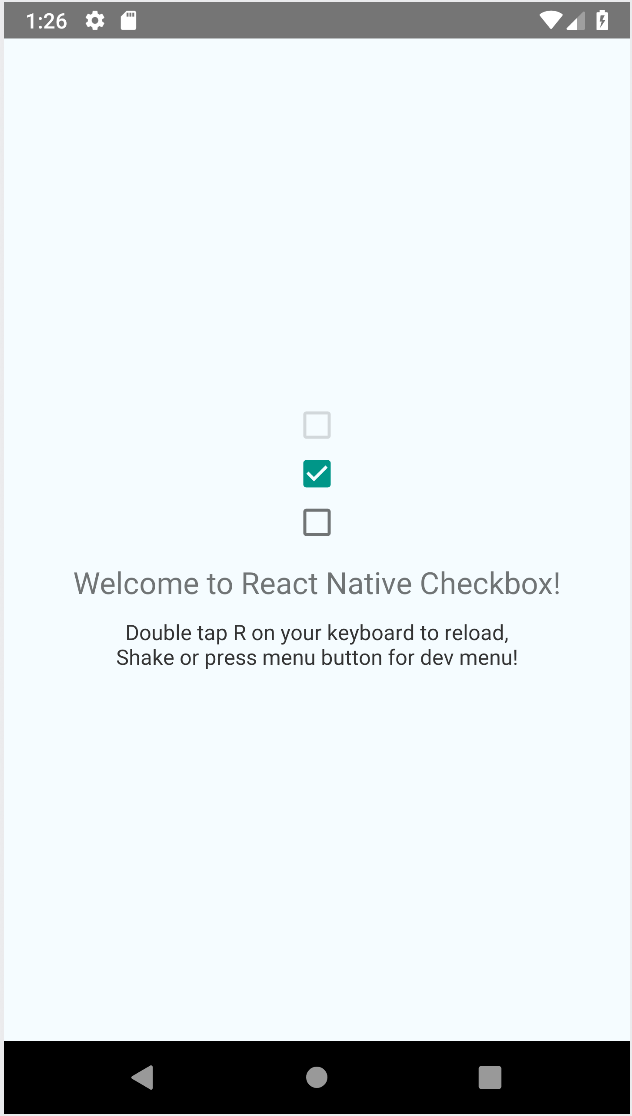 1:26
Welcome to React Native Checkbox!
Double tap R on your keyboard to reload,
Shake or press menu button for dev menu!